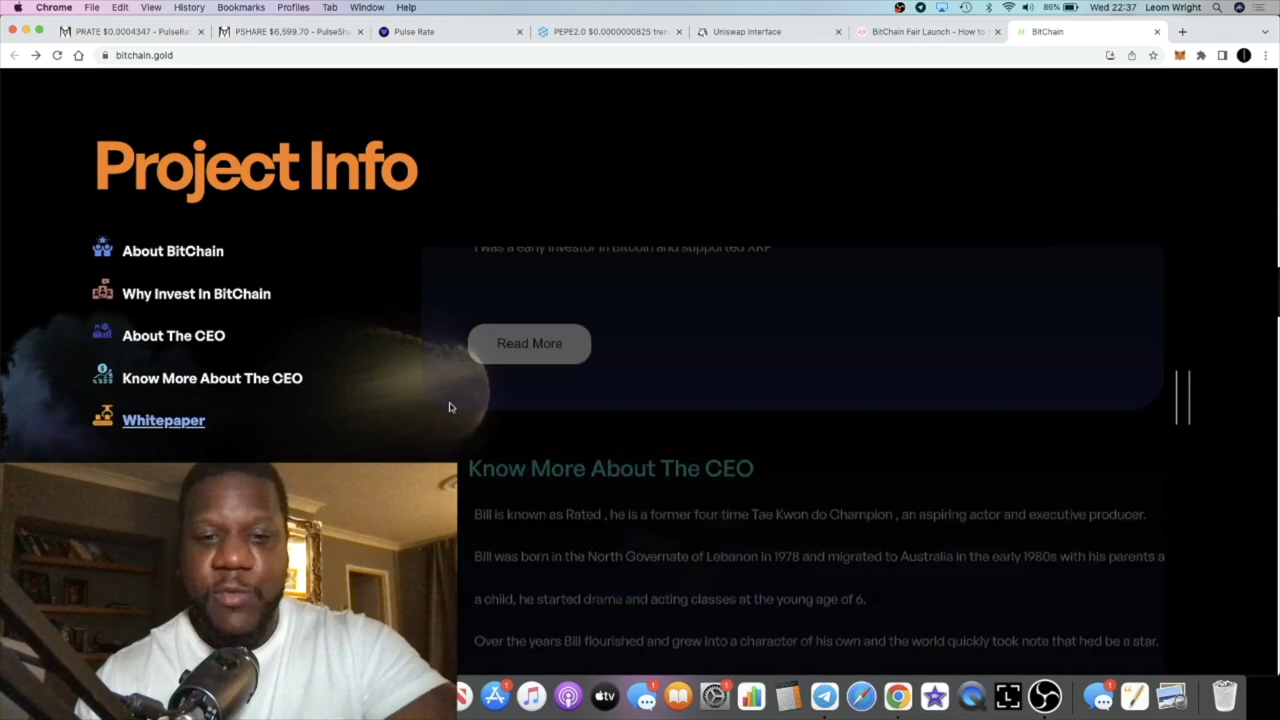 Chrome File Edit View History Bookmarks Profiles Tab Window Help 86% Wed 22:37 Leom Wright
PRATE $0.0004347 - PulseRat
PSHARE $6,599.70 - PulseSha
Pulse Rate
PEPE2.0 $0.0000000825 tren
Uniswap Interface
BitChain Fair Launch - How to
BitChain
bitchain.gold
Project Info
About BitChain
Why Invest In BitChain
About The CEO
Know More About The CEO
Whitepaper
I was a early investor in Bitcoin and supported XRP
Read More
Know More About The CEO
Bill is known as Rated , he is a former four time Tae Kwon do Champion , an aspiring actor and executive producer.
Bill was born in the North Governate of Lebanon in 1978 and migrated to Australia in the early 1980s with his parents a
a child, he started drama and acting classes at the young age of 6.
Over the years Bill flourished and grew into a character of his own and the world quickly took note that hed be a star.
tv